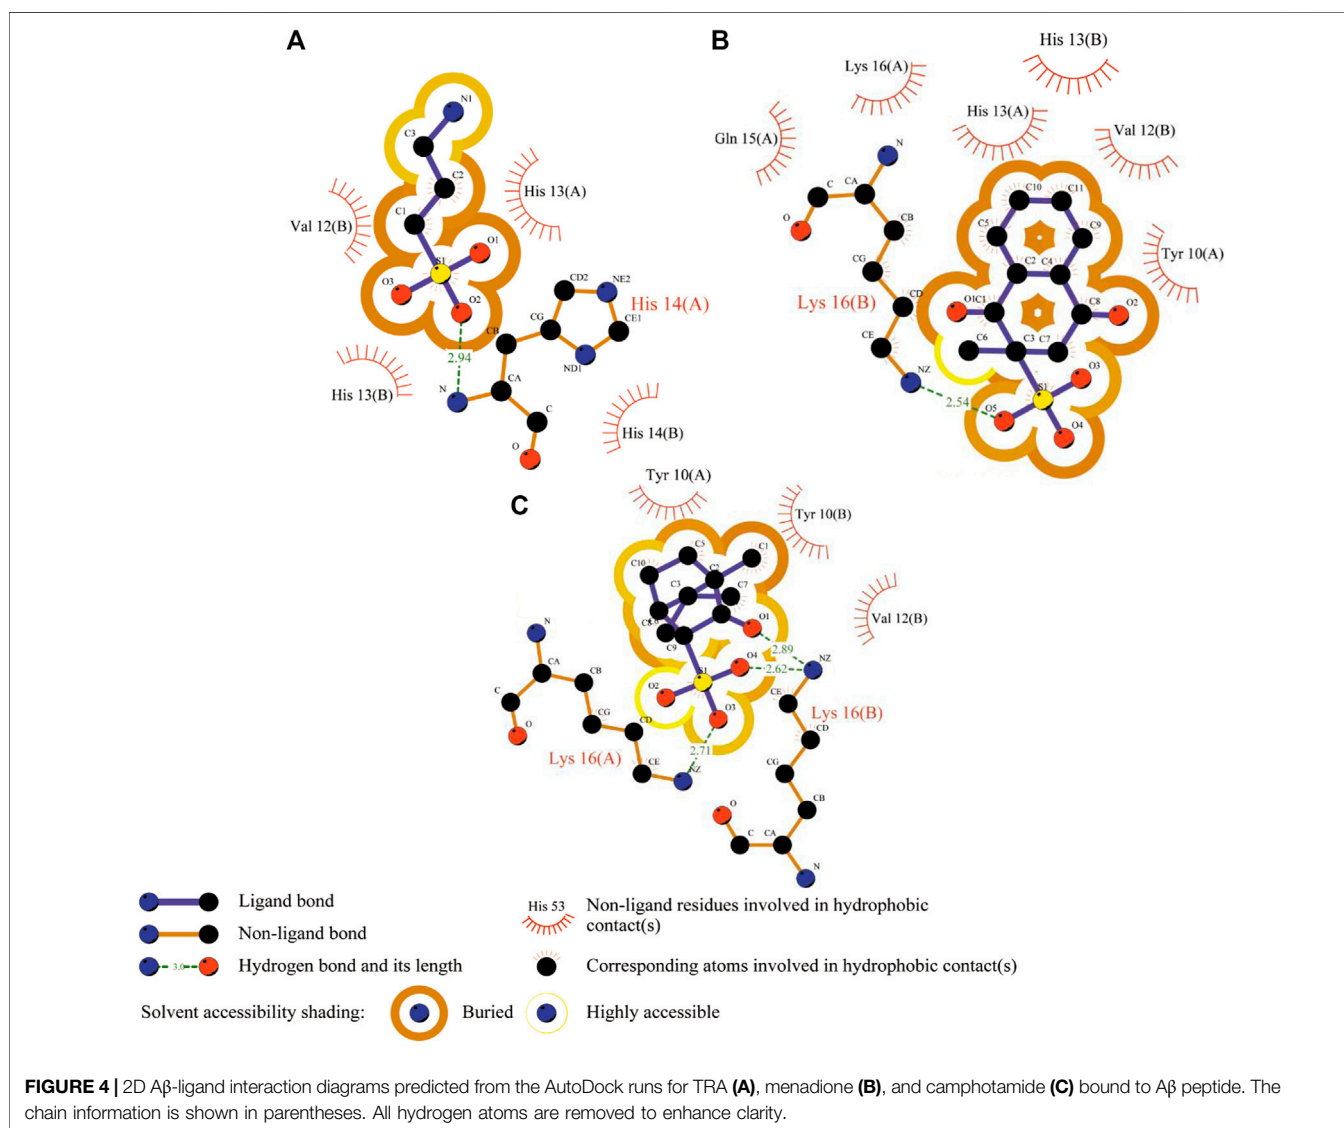 A
N1
C3
C2
C1
His 13(A)
Val 12(B)
O1
S1
O3
O2
CD2
NE2
His 14(A)
CB
CG
CE1
2.94
ND1
CA
His 13(B)
N
C
O
His 14(B)
B
His 13(B)
Lys 16(A)
His 13(A)
Val 12(B)
Gln 15(A)
N
C
CA
O
CB
CG
CD
Lys 16(B)
CE
NZ
C10
C11
C5
C9
Tyr 10(A)
C2
C4
O1
C1
C8
O2
C6
C3
C7
O3
S1
2.54
O5
O4
C
Tyr 10(A)
Tyr 10(B)
C5
C1
C10
C2
C3
C7
O1
C9
Val 12(B)
N
2.89
NZ
CA
CB
S1
O4
2.62
C
O2
CE
O3
Lys 16(B)
O
CG
CD
CD
Lys 16(A)
2.71
CE
NZ
CG
O
CB
C
CA
N
Ligand bond
Non-ligand bond
3.0
Hydrogen bond and its length
His 53
Non-ligand residues involved in hydrophobic
contact(s)
Corresponding atoms involved in hydrophobic contact(s)
Solvent accessibility shading:
Buried
Highly accessible
FIGURE 4 | 2D Aβ-ligand interaction diagrams predicted from the AutoDock runs for TRA (A), menadione (B), and camphotamide (C) bound to Aβ peptide. The
chain information is shown in parentheses. All hydrogen atoms are removed to enhance clarity.